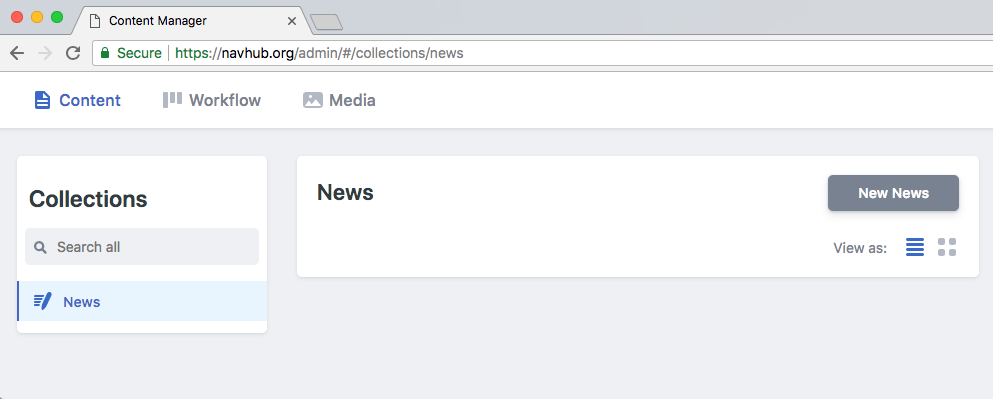 Content Manager
Secure https://navhub.org/admin/#/collections/news
Content Workflow Media
Collections
Search all
News
News
New News
View as: